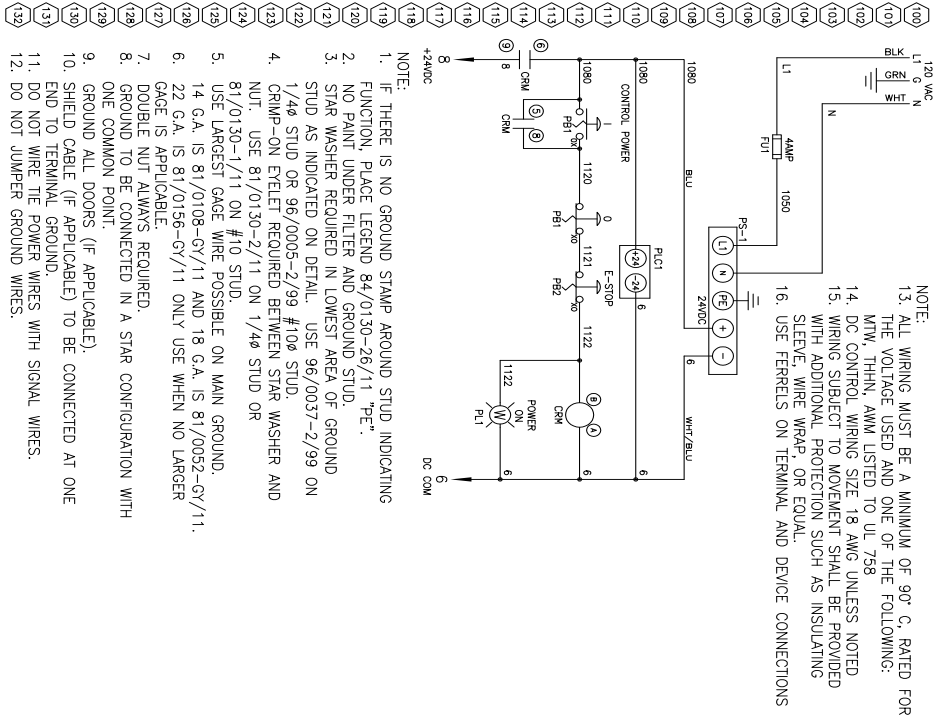 100
101
102
103
104
105
106
107
108
109
110
111
112
113
114
115
116
117
118
119
120
121
122
123
124
125
126
127
128
129
130
131
132
120 VAC
L1 G N
BLK
GRN
WHT
L1
N
4AMP
FU1
1050
PS-1
L1 N PE + -
24VDC
1080
BLU
6
WHT/BLU
1080
CONTROL POWER
PLC1
+24 -24
6
1080
I
PB1
OX
1120
O
PB1
XO
1121
E-STOP
PB2
XO
1122
B A
CRM
6
5 8
CRM
1122
POWER
ON
W
PL1
6
6
9 8
CRM
8
+24VDC
6
DC COM
NOTE:
13. ALL WIRING MUST BE A MINIMUM OF 90° C, RATED FOR
THE VOLTAGE USED AND ONE OF THE FOLLOWING:
MTW, THHN, AWM LISTED TO UL 758
14. DC CONTROL WIRING SIZE 18 AWG UNLESS NOTED
15. WIRING SUBJECT TO MOVEMENT SHALL BE PROVIDED
WITH ADDITIONAL PROTECTION SUCH AS INSULATING
SLEEVE, WIRE WRAP, OR EQUAL.
16. USE FERRELS ON TERMINAL AND DEVICE CONNECTIONS
NOTE:
1. IF THERE IS NO GROUND STAMP AROUND STUD INDICATING
FUNCTION, PLACE LEGEND 84/0130-26/11 "PE".
2. NO PAINT UNDER FILTER AND GROUND STUD.
3. STAR WASHER REQUIRED IN LOWEST AREA OF GROUND
STUD AS INDICATED ON DETAIL. USE 96/0037-2/99 ON
1/4ø STUD OR 96/0005-2/99 #10ø STUD.
4. CRIMP-ON EYELET REQUIRED BETWEEN STAR WASHER AND
NUT. USE 81/0130-2/11 ON 1/4ø STUD OR
81/0130-1/11 ON #10 STUD.
5. USE LARGEST GAGE WIRE POSSIBLE ON MAIN GROUND.
14 G.A. IS 81/0108-GY/11 AND 18 G.A. IS 81/0052-GY/11.
6. 22 G.A. IS 81/0156-GY/11 ONLY USE WHEN NO LARGER
GAGE IS APPLICABLE.
7. DOUBLE NUT ALWAYS REQUIRED.
8. GROUND TO BE CONNECTED IN A STAR CONFIGURATION WITH
ONE COMMON POINT.
9. GROUND ALL DOORS (IF APPLICABLE).
10. SHIELD CABLE (IF APPLICABLE) TO BE CONNECTED AT ONE
END TO TERMINAL GROUND.
11. DO NOT WIRE TIE POWER WIRES WITH SIGNAL WIRES.
12. DO NOT JUMPER GROUND WIRES.